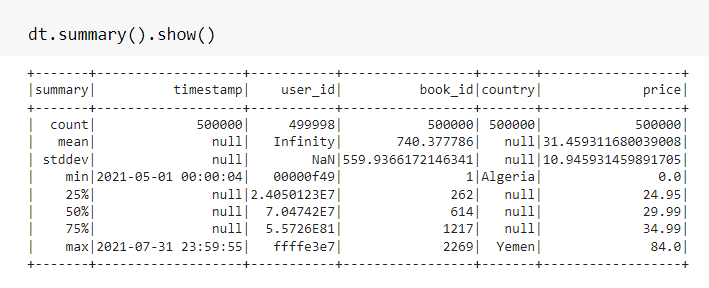 dt.summary().show()
+-------+-------------------+-----------+-----------------+-------+------------------+
|summary|          timestamp|    user_id|          book_id|country|             price|
+-------+-------------------+-----------+-----------------+-------+------------------+
|  count|             500000|     499998|           500000| 500000|            500000|
|   mean|               null|   Infinity|       740.377786|   null|31.459311680039008|
| stddev|               null|        NaN|559.9366172146341|   null|10.945931459891705|
|    min|2021-05-01 00:00:04|   00000f49|                1|Algeria|               0.0|
|    25%|               null|2.4050123E7|              262|   null|             24.95|
|    50%|               null| 7.04742E7|              614|   null|             29.99|
|    75%|               null| 5.5726E81|             1217|   null|             34.99|
|    max|2021-07-31 23:59:55|   ffffe3e7|             2269|  Yemen|              84.0|
+-------+-------------------+-----------+-----------------+-------+------------------+